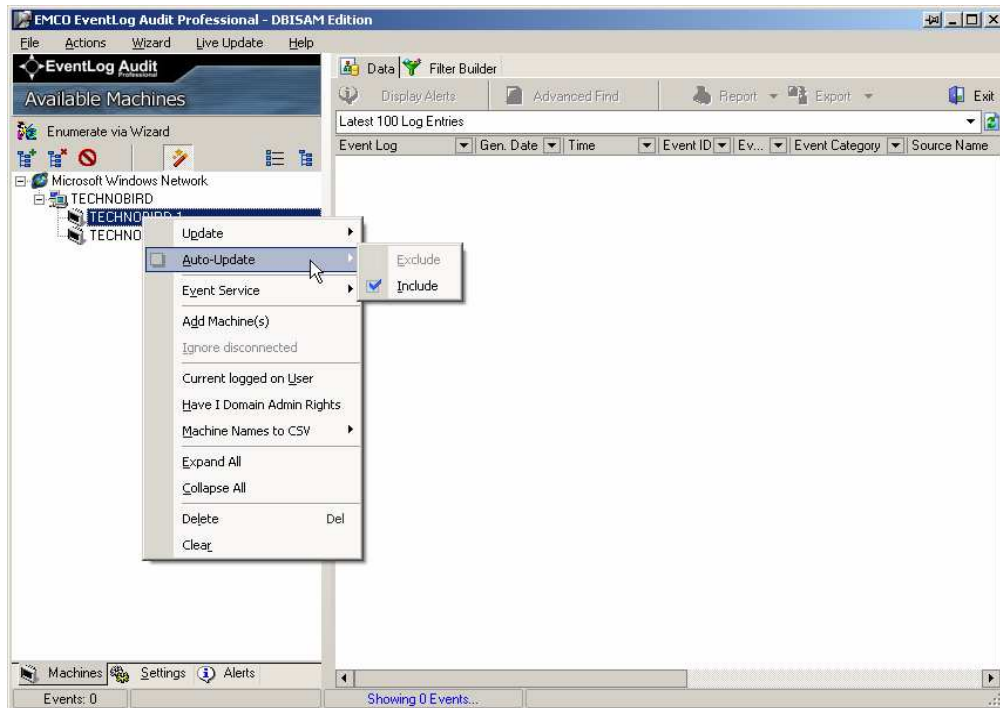 EMCO EventLog Audit Professional - DBISAM Edition
File Actions Wizard Live Update Help
EventLog Audit
Professional
Data Filter Builder
Available Machines
Display Alerts Advanced Find Report Export Exit
Enumerate via Wizard
Latest 100 Log Entries
Event Log Gen. Date Time Event ID Ev... Event Category Source Name
Microsoft Windows Network
TECHNOBIRD
TECHNOBIRD 1
TECHNO
Update
Auto-Update
Exclude
Include
Event Service
Add Machine(s)
Ignore disconnected
Current logged on User
Have I Domain Admin Rights
Machine Names to CSV
Expand All
Collapse All
Delete Del
Clear
Machines Settings Alerts
Events: 0 Showing 0 Events...